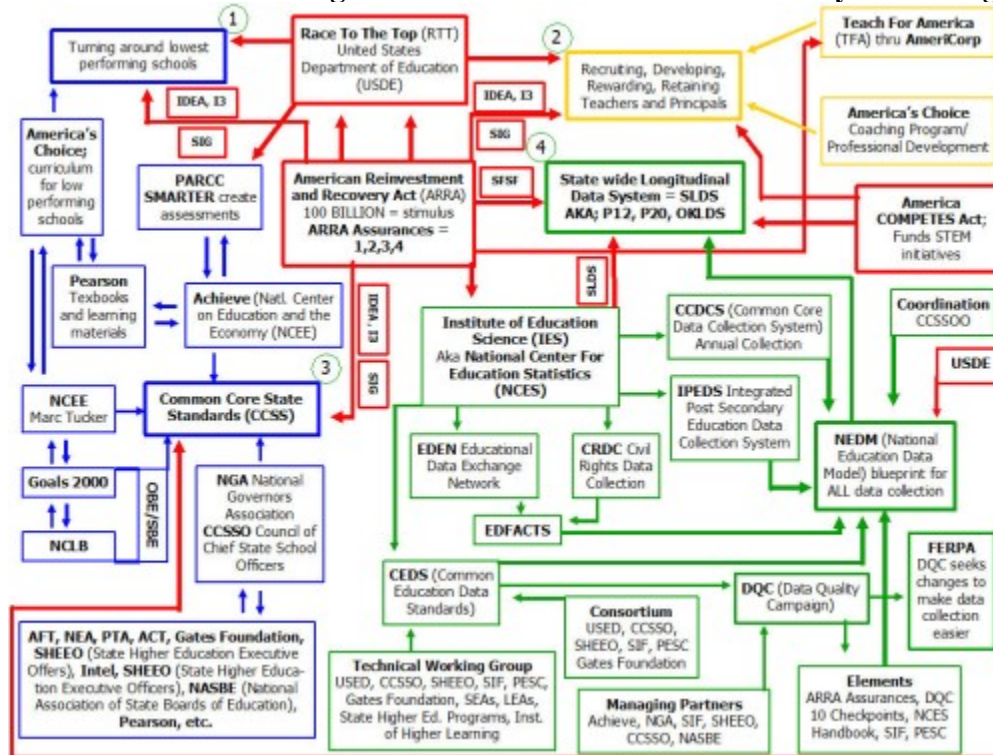 1
Turning around lowest
performing schools
Race To The Top (RTT)
United States
Department of Education
(USDE)
2
Recruiting, Developing,
Rewarding, Retaining
Teachers and Principals
Teach For America
(TFA) thru AmeriCorp
America's Choice
Coaching Program/
Professional Development
IDEA, I3
SIG
IDEA, I3
SIG
SFSF
America's
Choice;
curriculum
for low
performing
schools
PARCC
SMARTER create
assessments
American Reinvestment
and Recovery Act (ARRA)
100 BILLION = stimulus
ARRA Assurances =
1,2,3,4
4
State wide Longitudinal
Data System = SLDS
AKA; P12, P20, OKLDS
America
COMPETES Act;
Funds STEM
initiatives
Pearson
Texbooks
and learning
materials
Achieve (Natl. Center
on Education and the
Economy (NCEE)
IDEA, I3
SIG
SLDS
Institute of Education
Science (IES)
Aka National Center For
Education Statistics
(NCES)
CCDCS (Common Core
Data Collection System)
Annual Collection
Coordination
CCSSOO
USDE
NCEE
Marc Tucker
3
Common Core State
Standards (CCSS)
IPEDS Integrated
Post Secondary
Education Data
Collection System
NEDM (National
Education Data
Model) blueprint for
ALL data collection
Goals 2000
NCLB
OBE/SBE
NGA National
Governors
Association
CCSSO Council of
Chief State School
Officers
EDEN Educational
Data Exchange
Network
CRDC Civil
Rights Data
Collection
EDFACTS
CEDS (Common
Education Data
Standards)
DQC (Data Quality
Campaign)
FERPA
DQC seeks
changes to
make data
collection
easier
Consortium
USED, CCSSO,
SHEEO, SIF, PESC
Gates Foundation
AFT, NEA, PTA, ACT, Gates Foundation,
SHEEO (State Higher Education Executive
Offers), Intel, SHEEO (State Higher Educa-
tion Executive Officers), NASBE (National
Association of State Boards of Education),
Pearson, etc.
Technical Working Group
USED, CCSSO, SHEEO, SIF, PESC,
Gates Foundation, SEAs, LEAs,
State Higher Ed. Programs, Inst.
of Higher Learning
Managing Partners
Achieve, NGA, SIF, SHEEO,
CCSSO, NASBE
Elements
ARRA Assurances, DQC
10 Checkpoints, NCES
Handbook, SIF, PESC